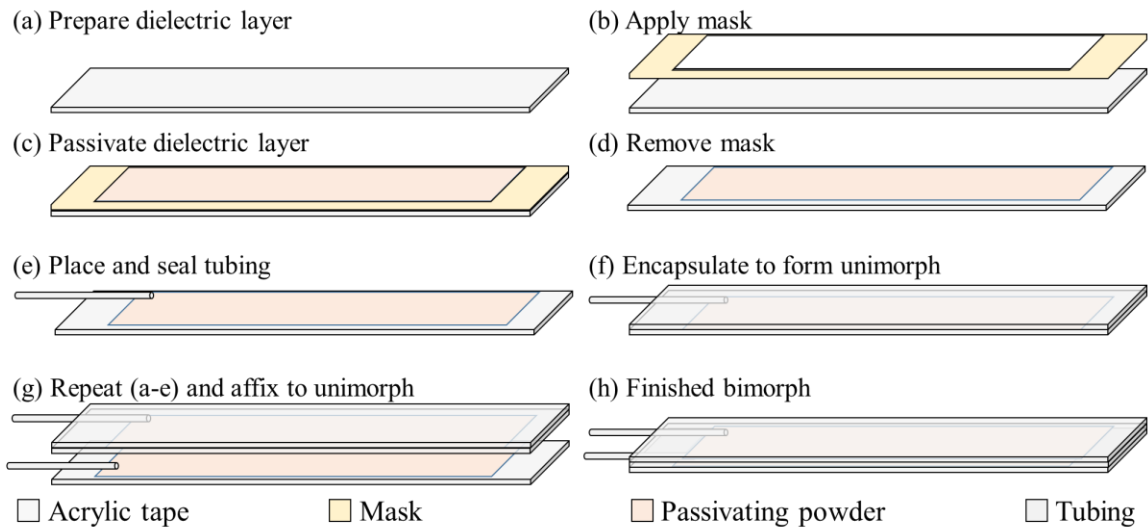 (a) Prepare dielectric layer
(b) Apply mask
(c) Passivate dielectric layer
(d) Remove mask
(e) Place and seal tubing
(f) Encapsulate to form unimorph
(g) Repeat (a-e) and affix to unimorph
(h) Finished bimorph
Acrylic tape
Mask
Passivating powder
Tubing